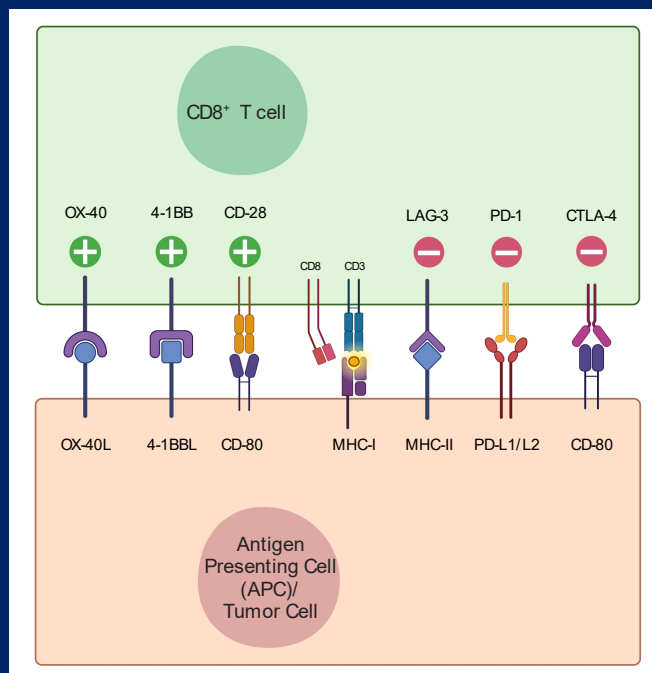 CD8⁺ T cell
OX-40 4-1BB CD-28 LAG-3 PD-1 CTLA-4
CD8 CD3
OX-40L 4-1BBL CD-80 MHC-I MHC-II PD-L1/L2 CD-80
Antigen
Presenting Cell
(APC)/
Tumor Cell